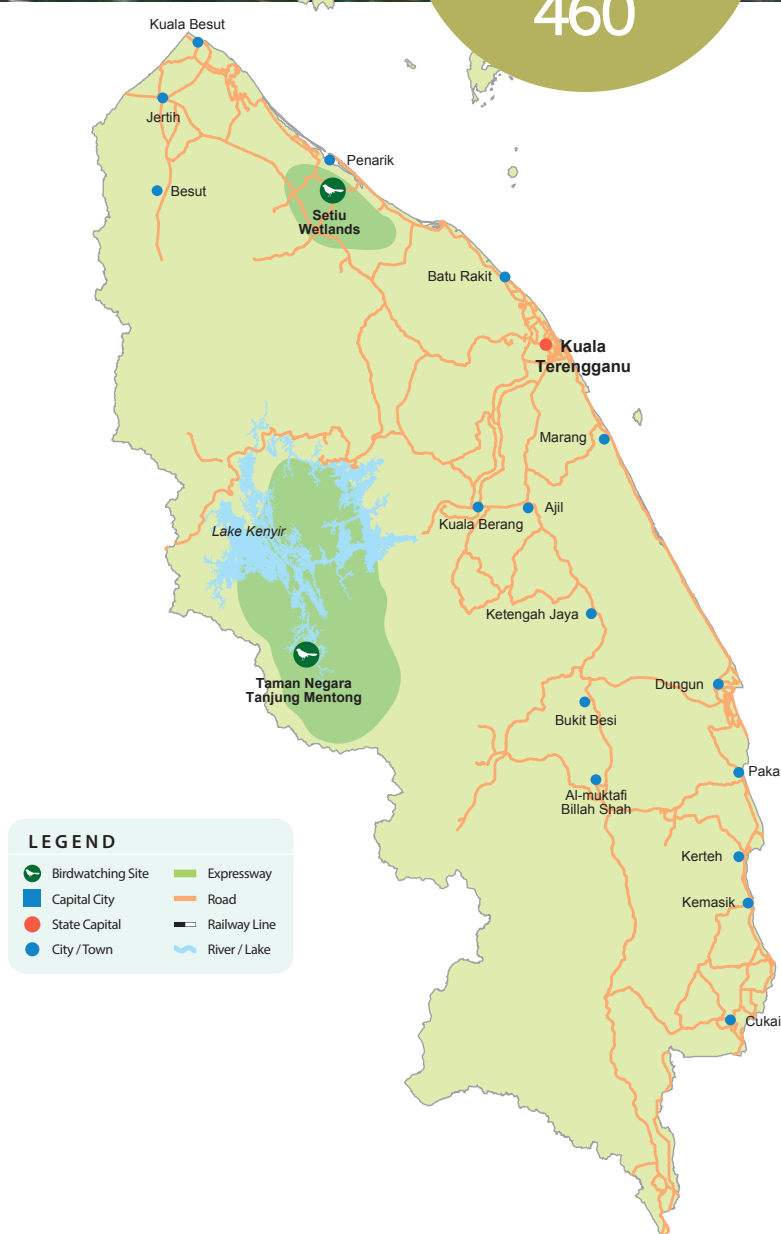 460
Kuala Besut
Jertih
Penarik
Besut
Setiu
Wetlands
Batu Rakit
Kuala
Terengganu
Marang
Ajil
Kuala Berang
Lake Kenyir
Ketengah Jaya
Taman Negara
Tanjung Mentong
Dungun
Bukit Besi
Paka
Al-muktafi
Billah Shah
Kerteh
Kemasik
Cukai
LEGEND
Birdwatching Site
Expressway
Capital City
Road
State Capital
Railway Line
City / Town
River / Lake